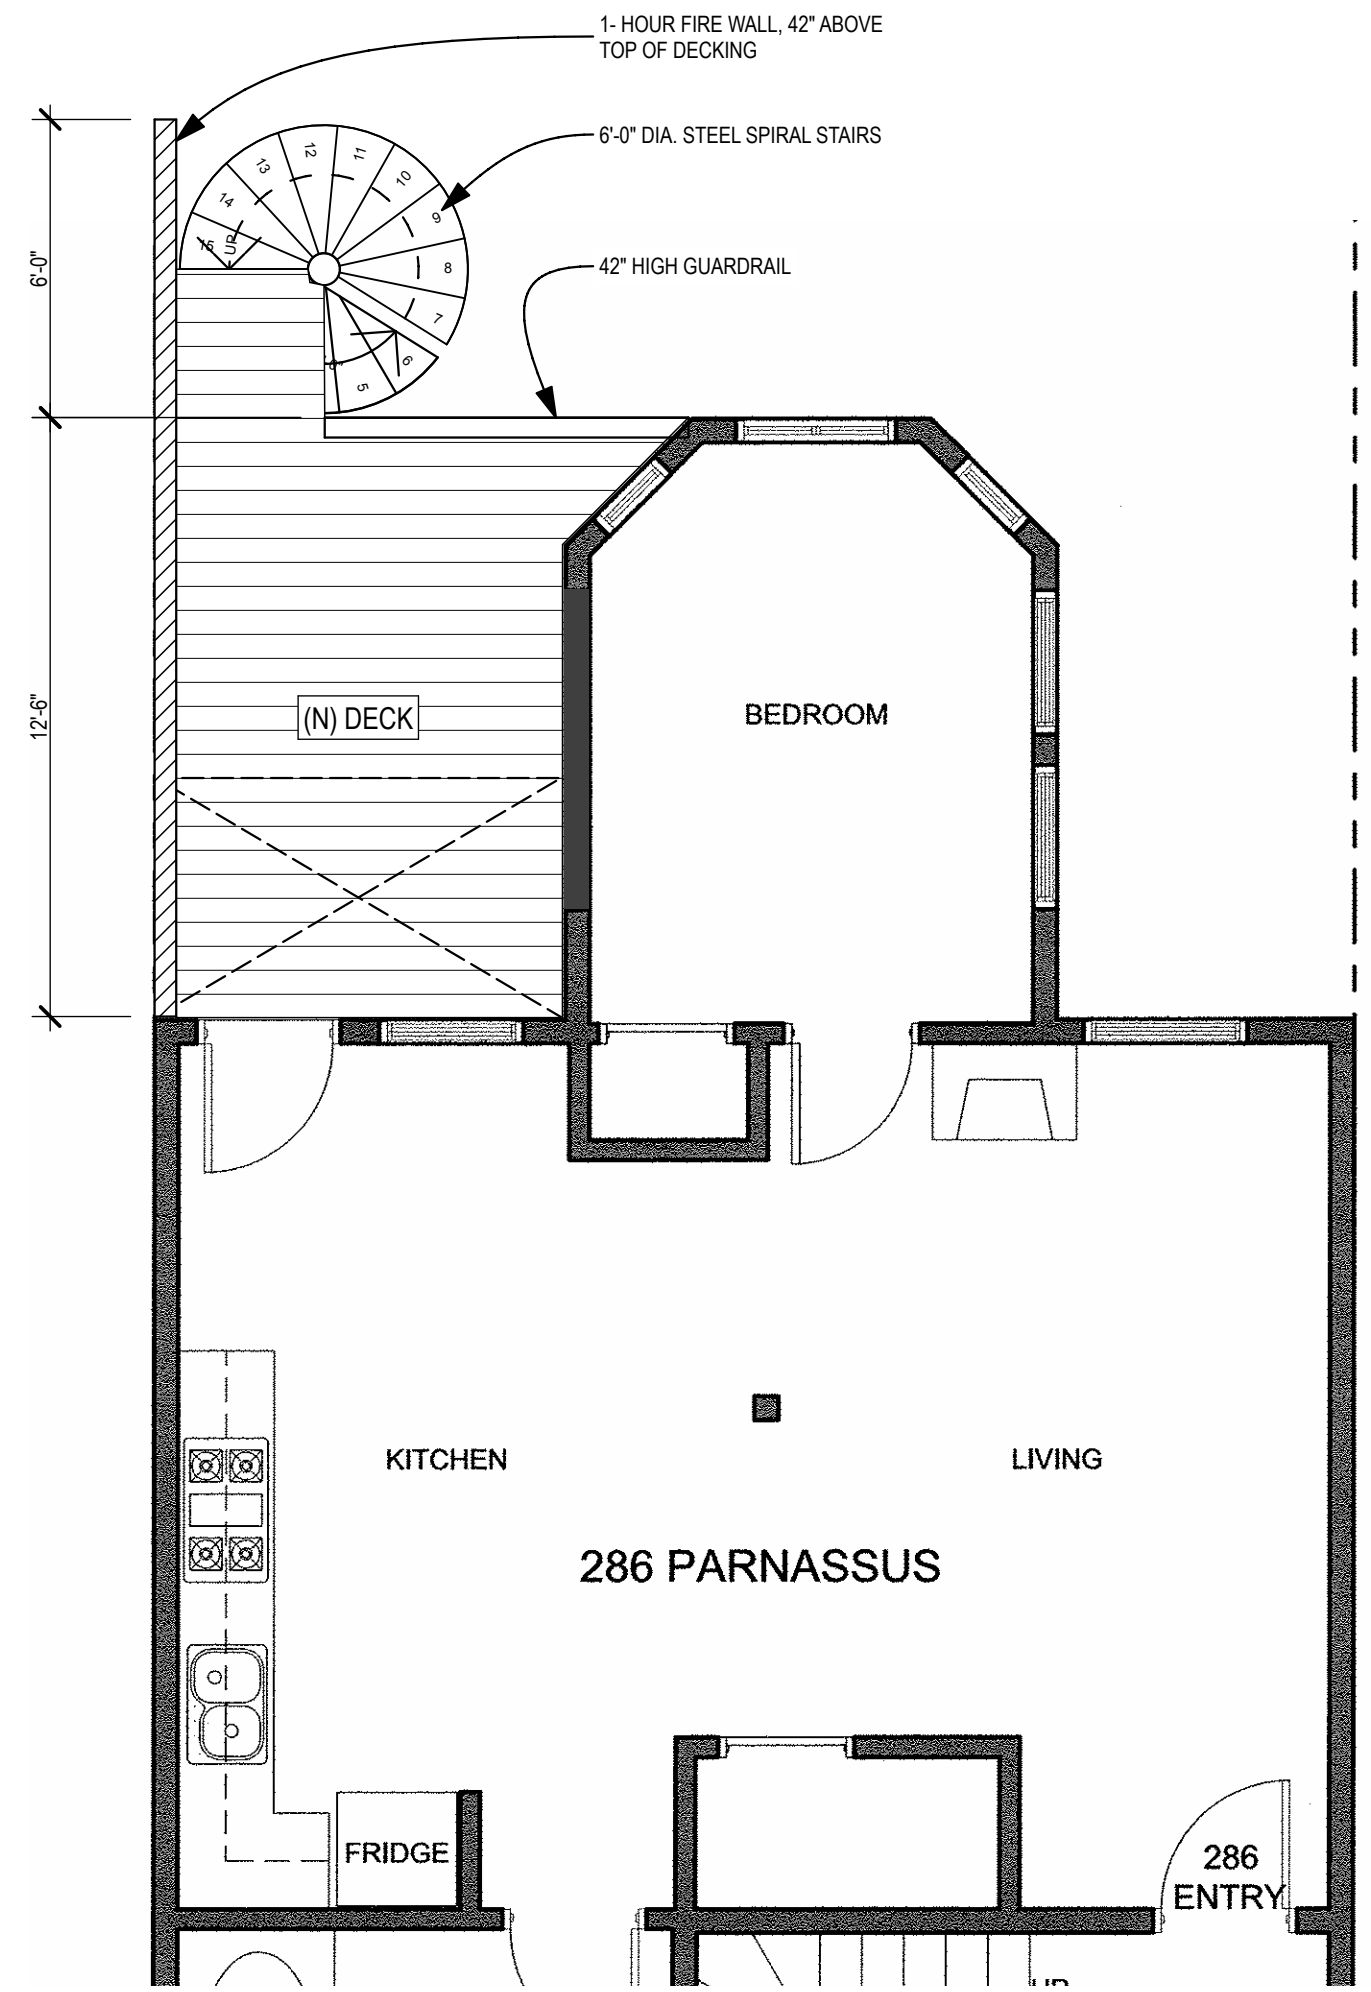 1- HOUR FIRE WALL, 42" ABOVE
TOP OF DECKING
6'-0" DIA. STEEL SPIRAL STAIRS
42" HIGH GUARDRAIL
6'-0"
12'-6"
15
14
13
12
11
10
9
8
7
6
5
UP
(N) DECK
BEDROOM
KITCHEN
LIVING
286 PARNASSUS
FRIDGE
286
ENTRY
UP